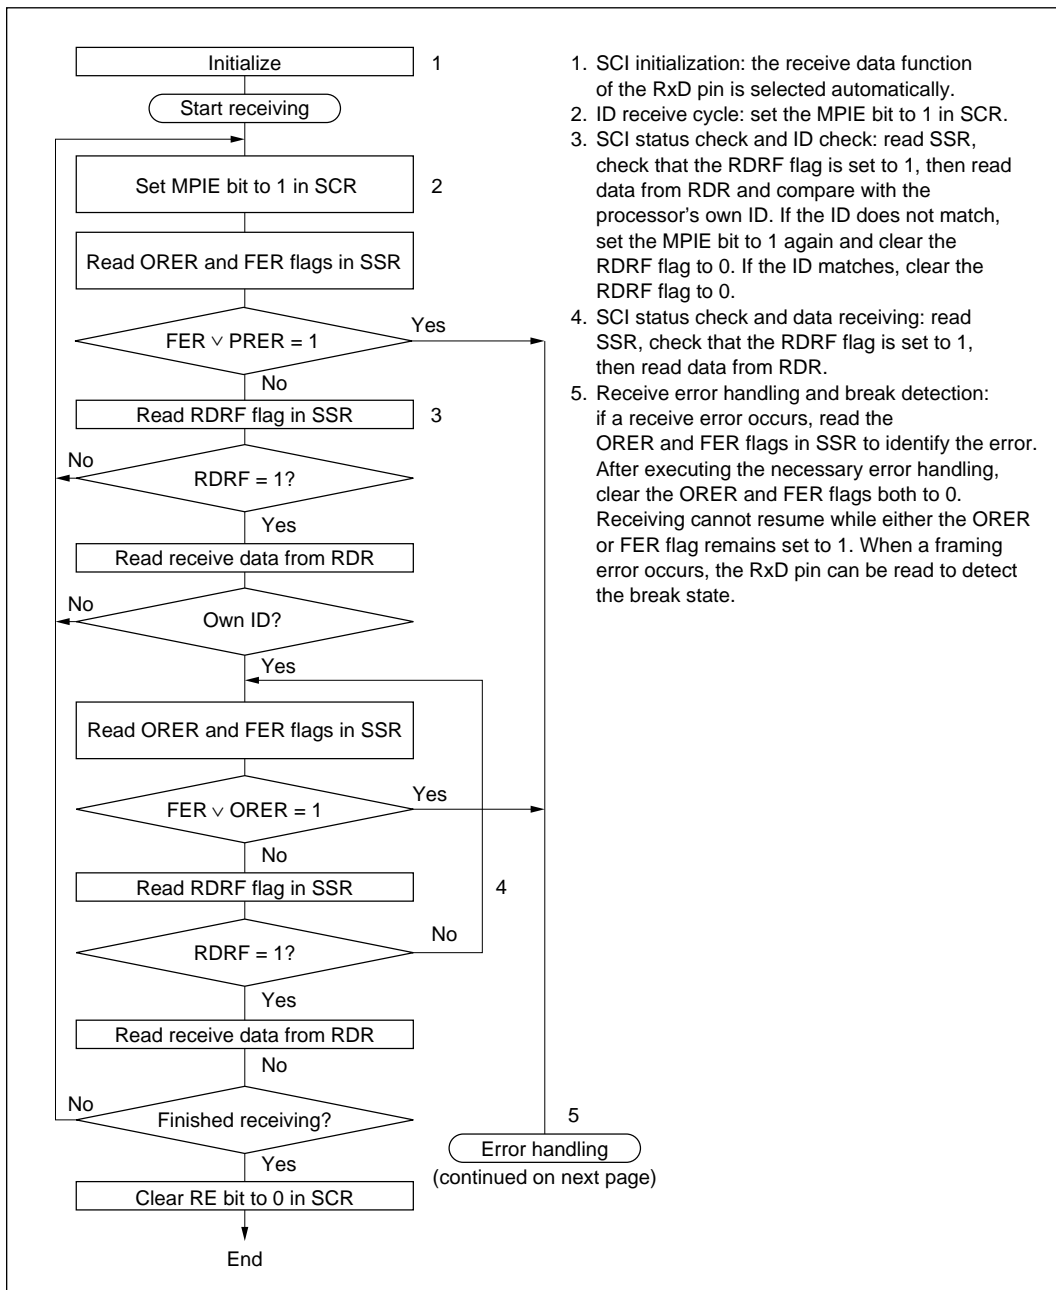 Initialize
1
Start receiving
Set MPIE bit to 1 in SCR
2
Read ORER and FER flags in SSR
FER ∨ PRER = 1
Yes
No
Read RDRF flag in SSR
3
No
RDRF = 1?
Yes
Read receive data from RDR
No
Own ID?
Yes
Read ORER and FER flags in SSR
FER ∨ ORER = 1
Yes
No
Read RDRF flag in SSR
4
RDRF = 1?
No
Yes
Read receive data from RDR
No
No
Finished receiving?
Yes
Clear RE bit to 0 in SCR
End
5
Error handling
(continued on next page)
1. SCI initialization: the receive data function
of the RxD pin is selected automatically.
2. ID receive cycle: set the MPIE bit to 1 in SCR.
3. SCI status check and ID check: read SSR,
check that the RDRF flag is set to 1, then read
data from RDR and compare with the
processor's own ID. If the ID does not match,
set the MPIE bit to 1 again and clear the
RDRF flag to 0. If the ID matches, clear the
RDRF flag to 0.
4. SCI status check and data receiving: read
SSR, check that the RDRF flag is set to 1,
then read data from RDR.
5. Receive error handling and break detection:
if a receive error occurs, read the
ORER and FER flags in SSR to identify the error.
After executing the necessary error handling,
clear the ORER and FER flags both to 0.
Receiving cannot resume while either the ORER
or FER flag remains set to 1. When a framing
error occurs, the RxD pin can be read to detect
the break state.